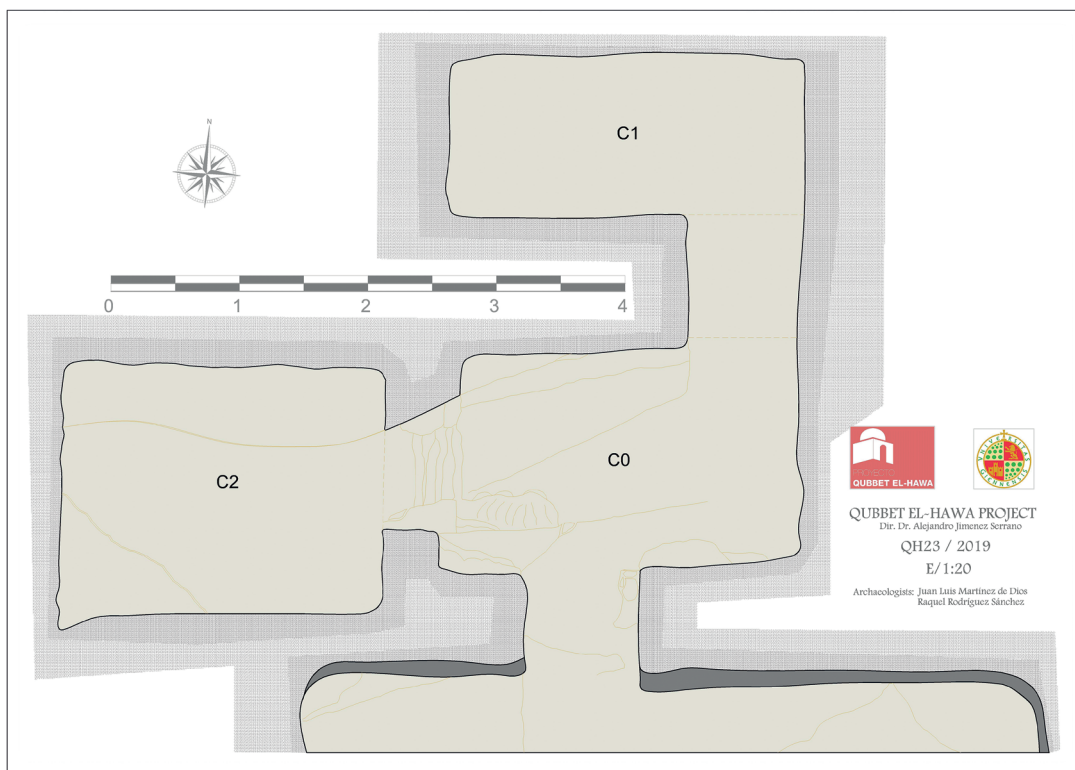 C1
N
0 1 2 3 4
C0
C2
QUBBET EL-HAWA
QUBBET EL-HAWA PROJECT
Dir. Dr. Alejandro Jimenez Serrano
QH23 / 2019
E/1:20
Archaeologists: Juan Luis Martínez de Dios
Raquel Rodríguez Sánchez